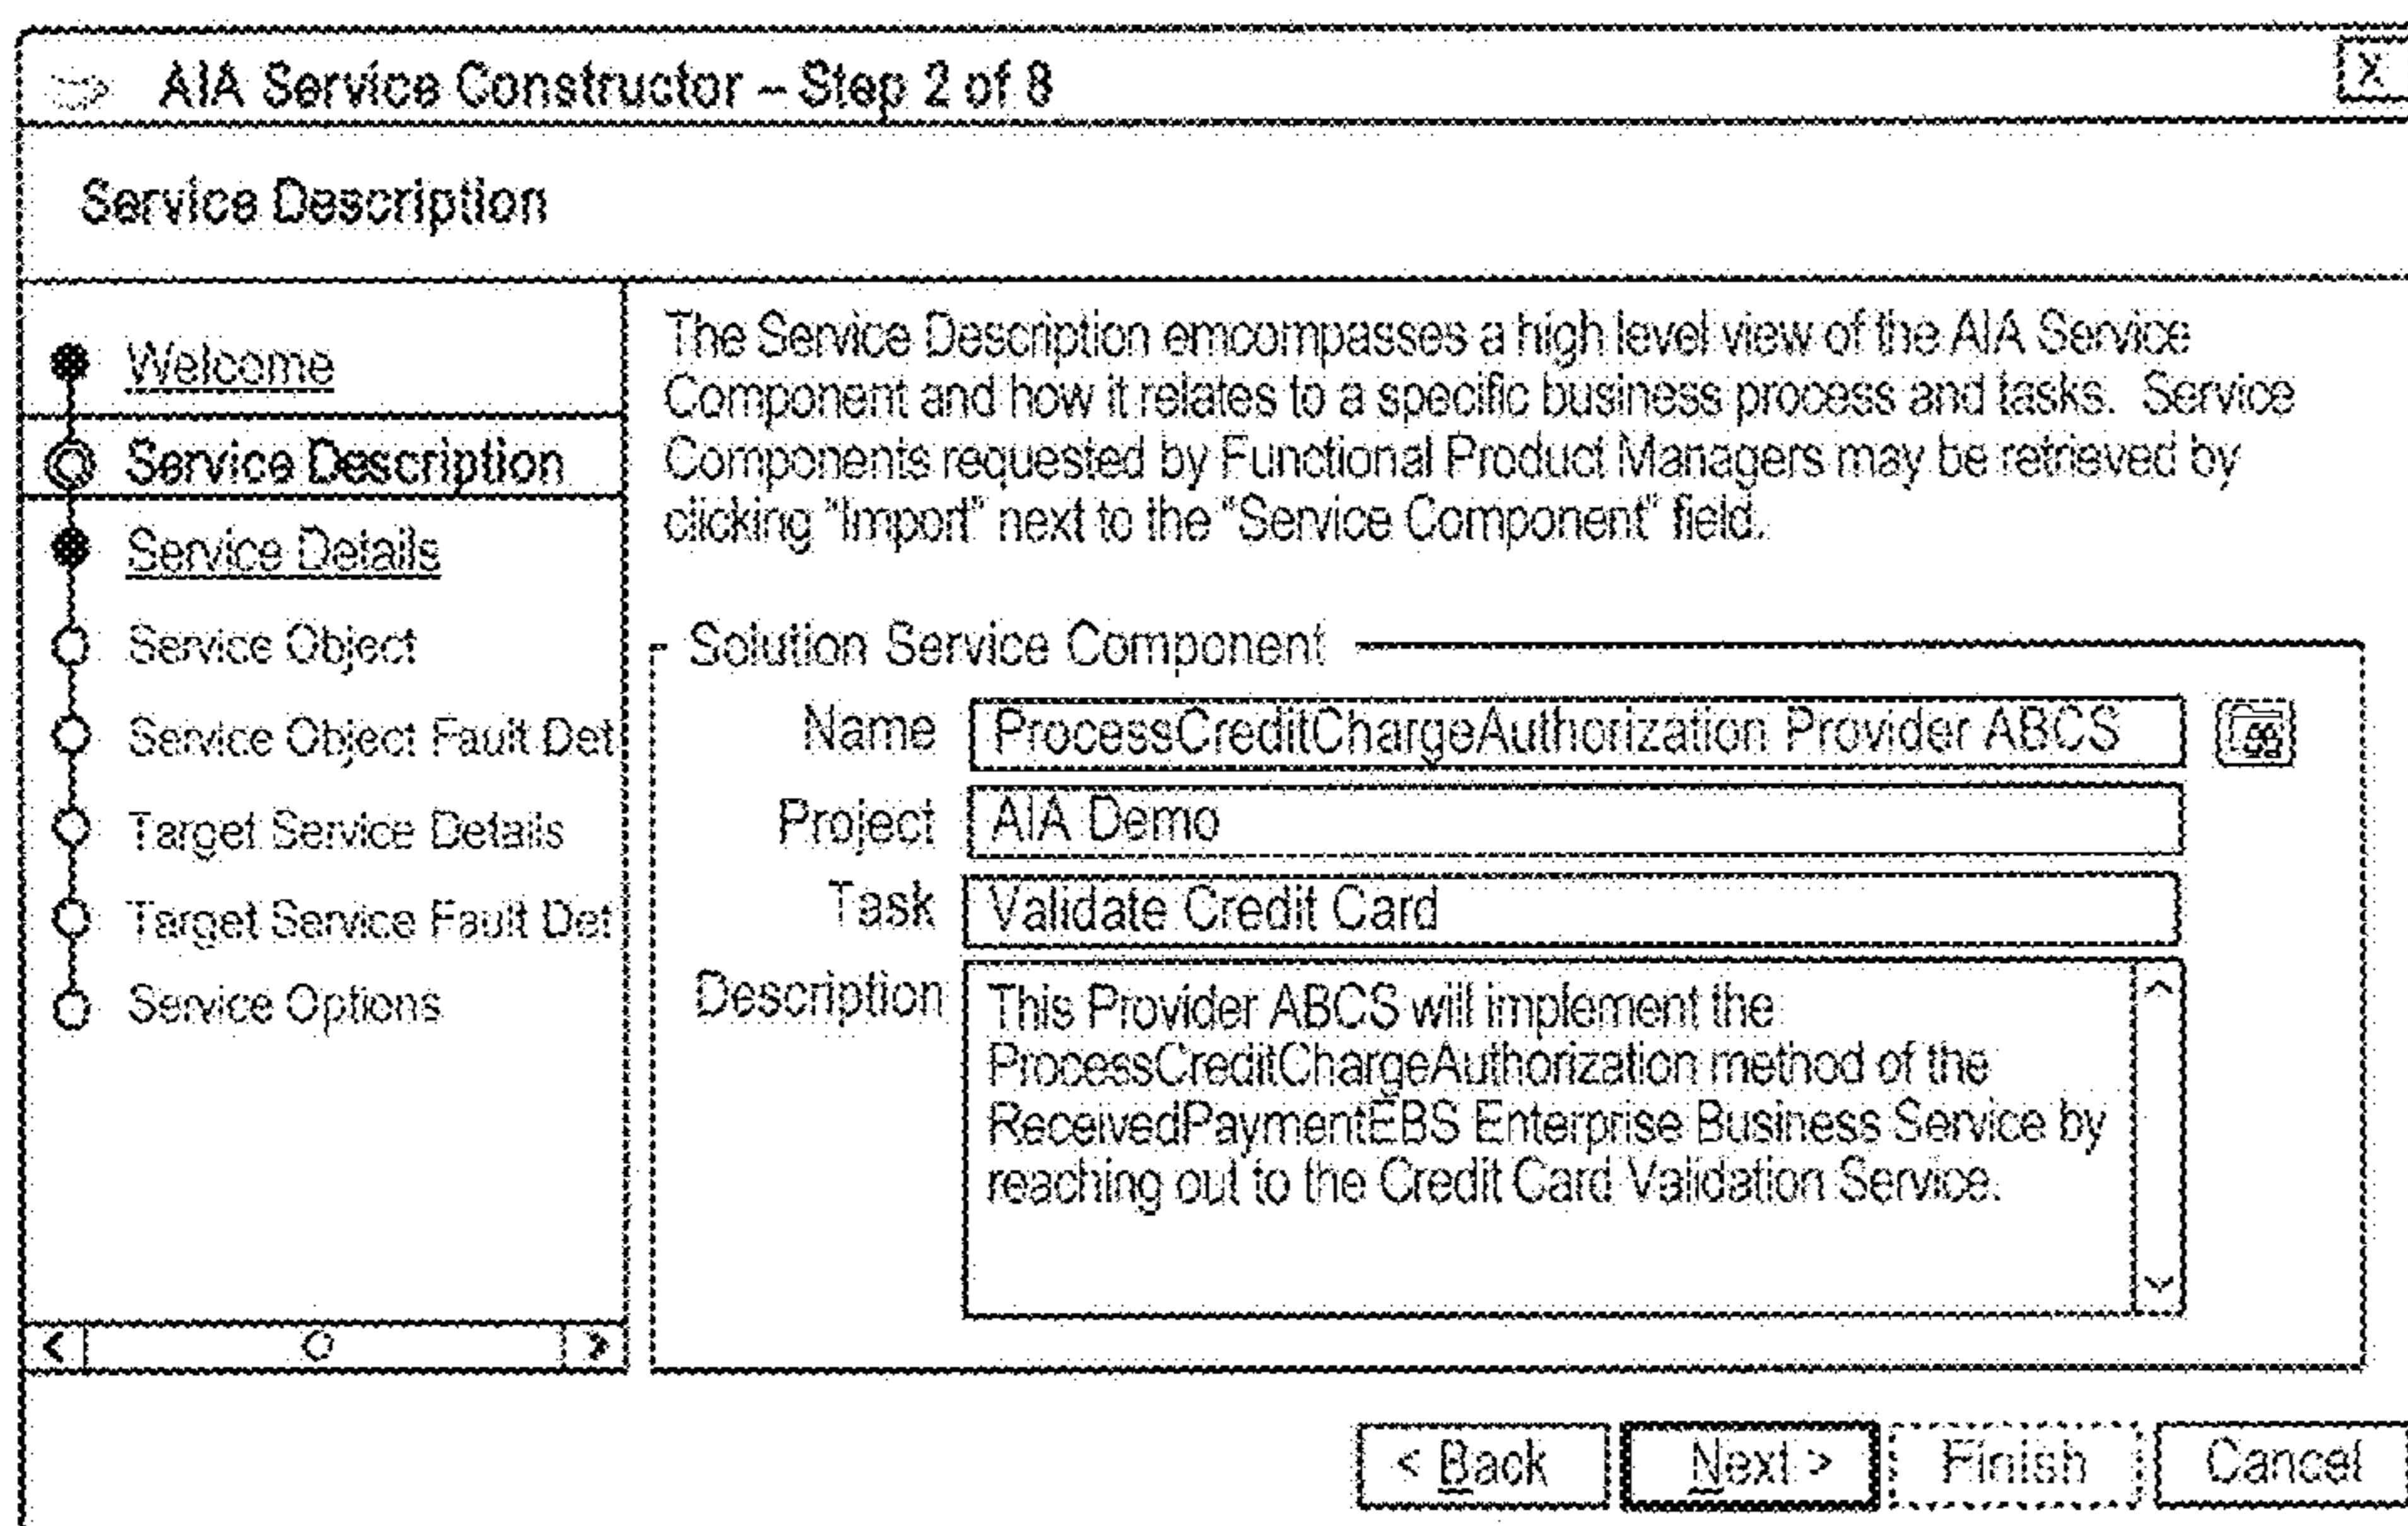 AIA Service Constructor – Step 2 of 8
X
Service Description
Welcome
Service Description
Service Details
Service Object
Service Object Fault Det
Target Service Details
Target Service Fault Det
Service Options
The Service Description emcompasses a high level view of the AIA Service
Component and how it relates to a specific business process and tasks. Service
Components requested by Functional Product Managers may be retrieved by
clicking "Import" next to the "Service Component" field.
Solution Service Component
Name ProcessCreditChargeAuthorization Provider ABCS
Project AIA Demo
Task Validate Credit Card
Description This Provider ABCS will implement the
ProcessCreditChargeAuthorization method of the
ReceivedPaymentEBS Enterprise Business Service by
reaching out to the Credit Card Validation Service.
< Back Next > Finish Cancel